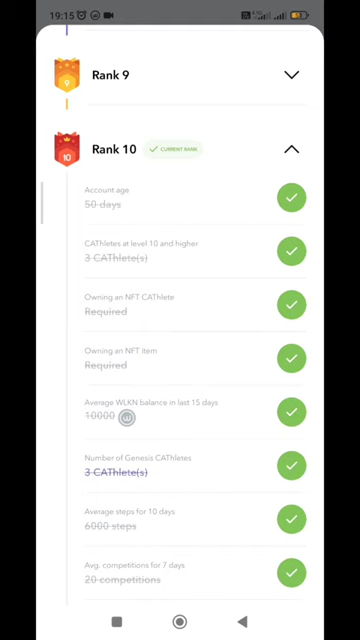 19:15
Rank 9
9
Rank 10
CURRENT RANK
10
Account age
50 days
CAThletes at level 10 and higher
3 CAThlete(s)
Owning an NFT CAThlete
Required
Owning an NFT item
Required
Average WLKN balance in last 15 days
10000
Number of Genesis CAThletes
3 CAThlete(s)
Average steps for 10 days
6000 steps
Avg. competitions for 7 days
20 competitions